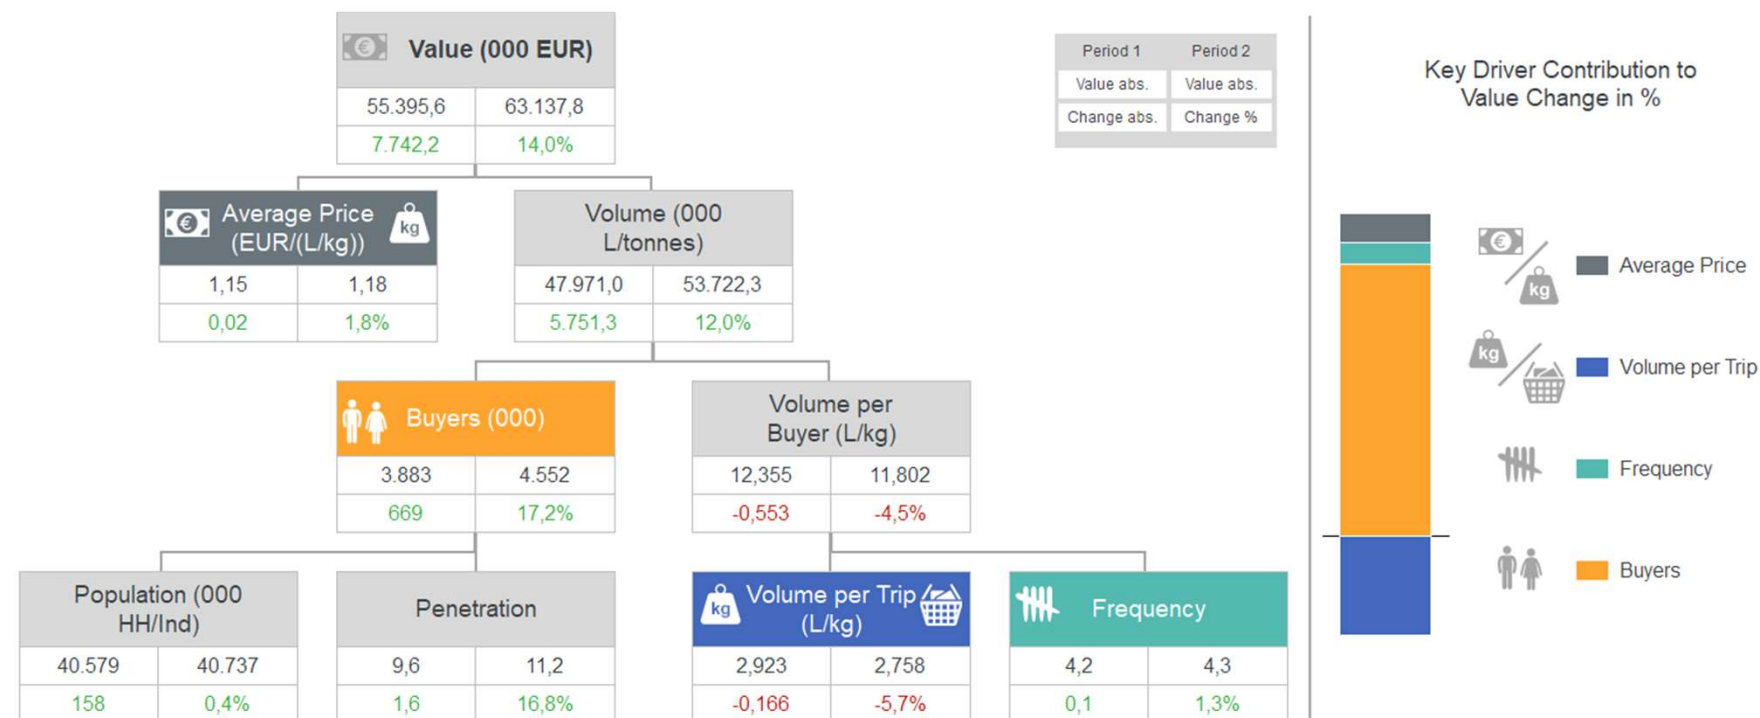 Value (000 EUR)
55.395,6 63.137,8
7.742,2 14,0%
Period 1 Period 2
Value abs. Value abs.
Change abs. Change %
Key Driver Contribution to
Value Change in %
Average Price
(EUR/(L/kg))
kg
1,15 1,18
0,02 1,8%
Volume (000
L/tonnes)
47.971,0 53.722,3
5.751,3 12,0%
Buyers (000)
3.883 4.552
669 17,2%
Volume per
Buyer (L/kg)
12,355 11,802
-0,553 -4,5%
Population (000
HH/Ind)
40.579 40.737
158 0,4%
Penetration
9,6 11,2
1,6 16,8%
kg
Volume per Trip
(L/kg)
2,923 2,758
-0,166 -5,7%
Frequency
4,2 4,3
0,1 1,3%
kg
Average Price
kg
Volume per Trip
Frequency
Buyers